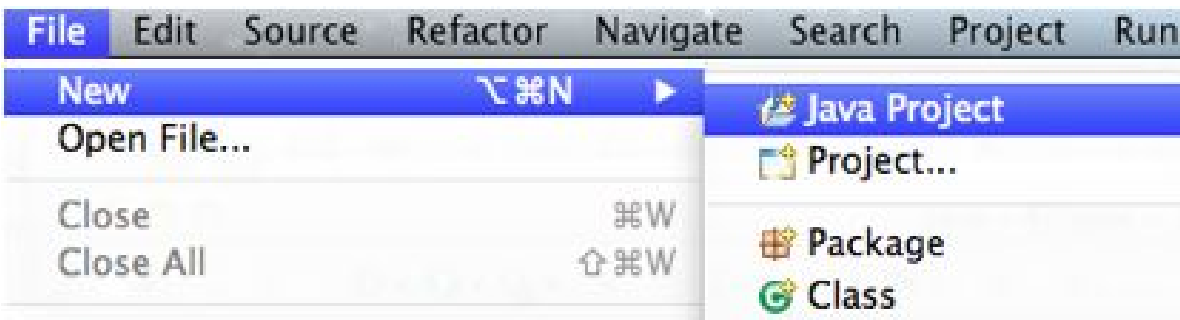 File Edit Source Refactor Navigate Search Project Run
New ⌥⌘N ▶
Open File...
Close ⌘W
Close All ⇧⌘W
Java Project
Project...
Package
Class